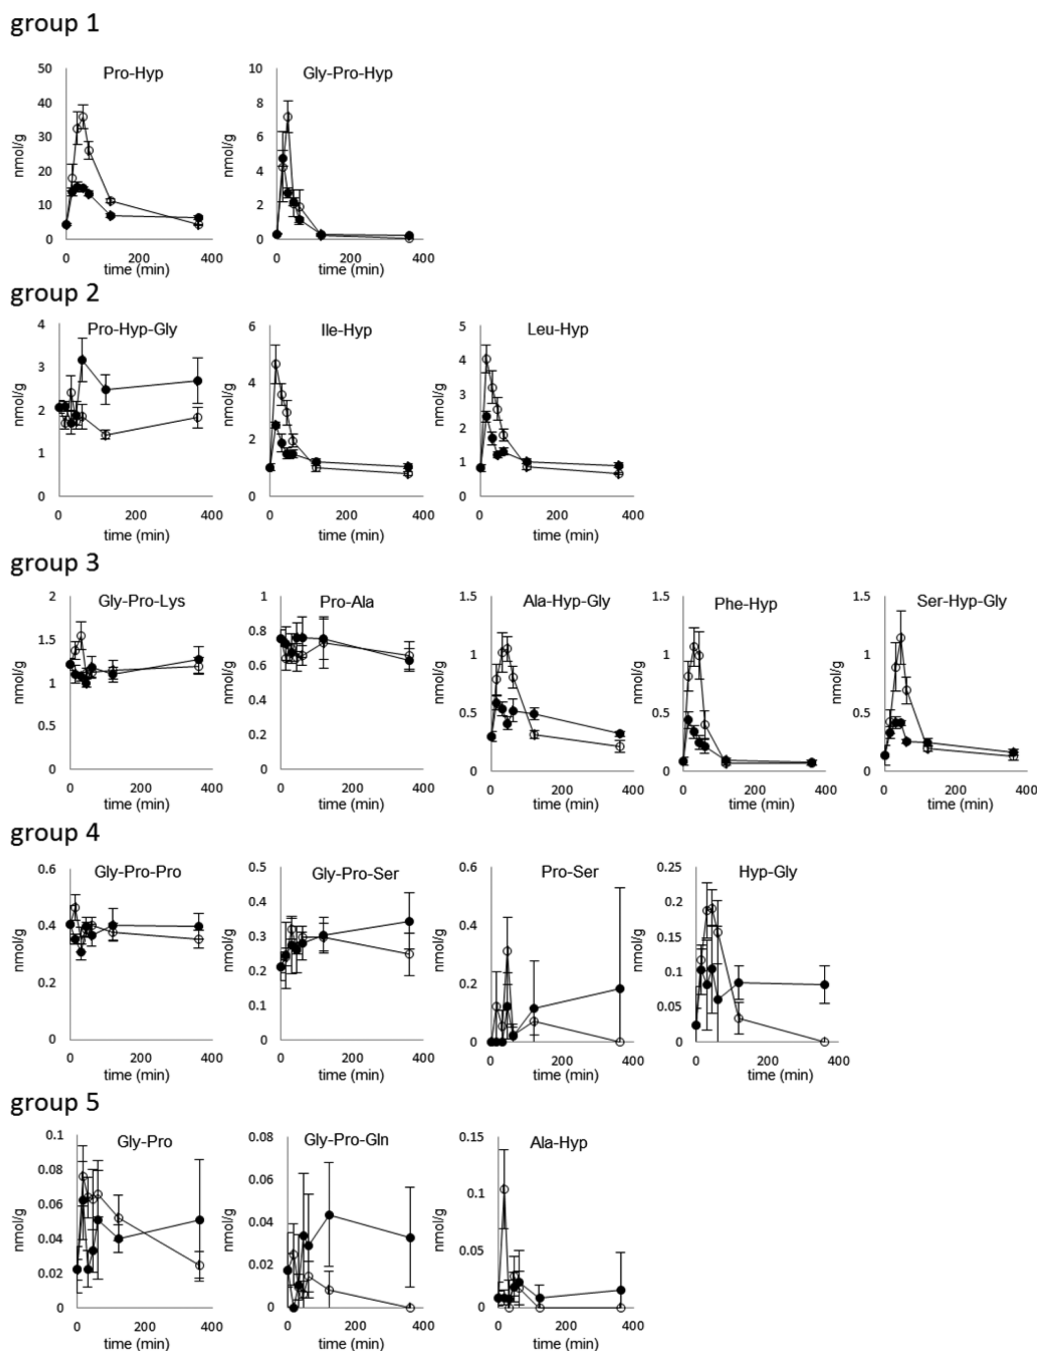 group 1
Pro-Hyp
50
40
30
20
10
0
nmol/g
0 200 400
time (min)
Gly-Pro-Hyp
10
8
6
4
2
0
nmol/g
0 200 400
time (min)
group 2
Pro-Hyp-Gly
4
3
2
1
0
nmol/g
0 200 400
time (min)
Ile-Hyp
6
4
2
0
nmol/g
0 200 400
time (min)
Leu-Hyp
5
4
3
2
1
0
nmol/g
0 200 400
time (min)
group 3
Gly-Pro-Lys
2
1.5
1
0.5
0
nmol/g
0 200 400
time (min)
Pro-Ala
1
0.8
0.6
0.4
0.2
0
nmol/g
0 200 400
time (min)
Ala-Hyp-Gly
1.5
1
0.5
0
nmol/g
0 200 400
time (min)
Phe-Hyp
1.5
1
0.5
0
nmol/g
0 200 400
time (min)
Ser-Hyp-Gly
1.5
1
0.5
0
nmol/g
0 200 400
time (min)
group 4
Gly-Pro-Pro
0.6
0.4
0.2
0
nmol/g
0 200 400
time (min)
Gly-Pro-Ser
0.5
0.4
0.3
0.2
0.1
0
nmol/g
0 200 400
time (min)
Pro-Ser
0.6
0.4
0.2
0
nmol/g
0 200 400
time (min)
Hyp-Gly
0.25
0.2
0.15
0.1
0.05
0
nmol/g
0 200 400
time (min)
group 5
Gly-Pro
0.1
0.08
0.06
0.04
0.02
0
nmol/g
0 200 400
time (min)
Gly-Pro-Gln
0.08
0.06
0.04
0.02
0
nmol/g
0 200 400
time (min)
Ala-Hyp
0.15
0.1
0.05
0
nmol/g
0 200 400
time (min)